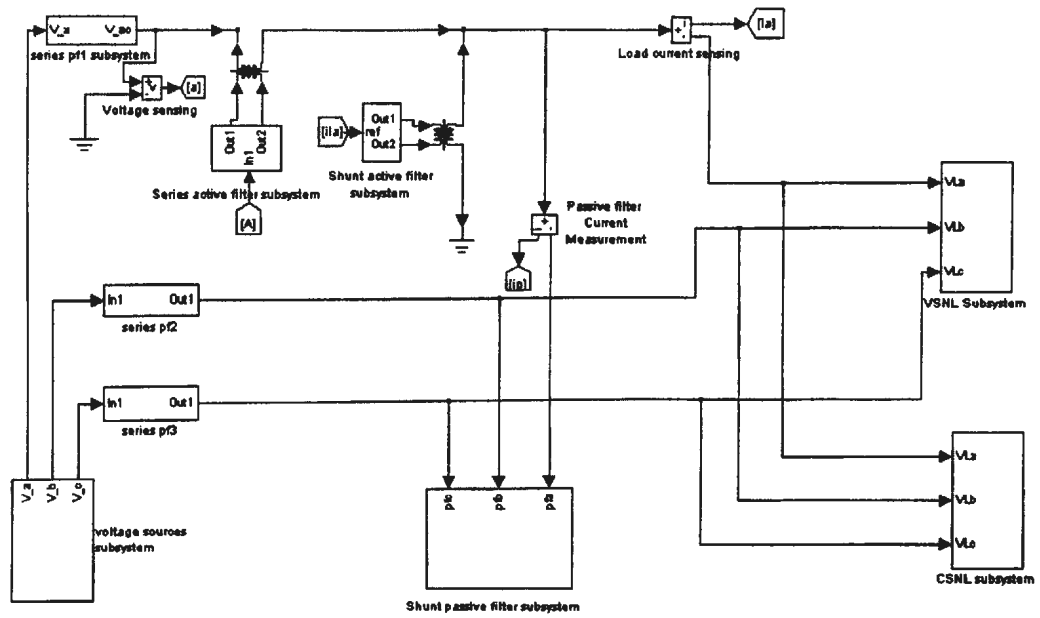 V_a V_ao
series pf1 subsystem
+
v
-
[a]
Voltage sensing
Out1
Out2
In1
Series active filter subsystem
[A]
[ila]
ref
Out1
Out2
Shunt active filter
subsystem
+
i
-
[Ia]
Load current sensing
Passive filter
Current
Measurement
+
i
-
[Iip]
VLa
VLb
VLc
VSNL Subsystem
In1 Out1
series pf2
In1 Out1
series pf3
V_a
V_b
V_c
voltage sources
subsystem
pfc
pfb
pfa
Shunt passive filter subsystem
VLa
VLb
VLc
CSNL subsystem